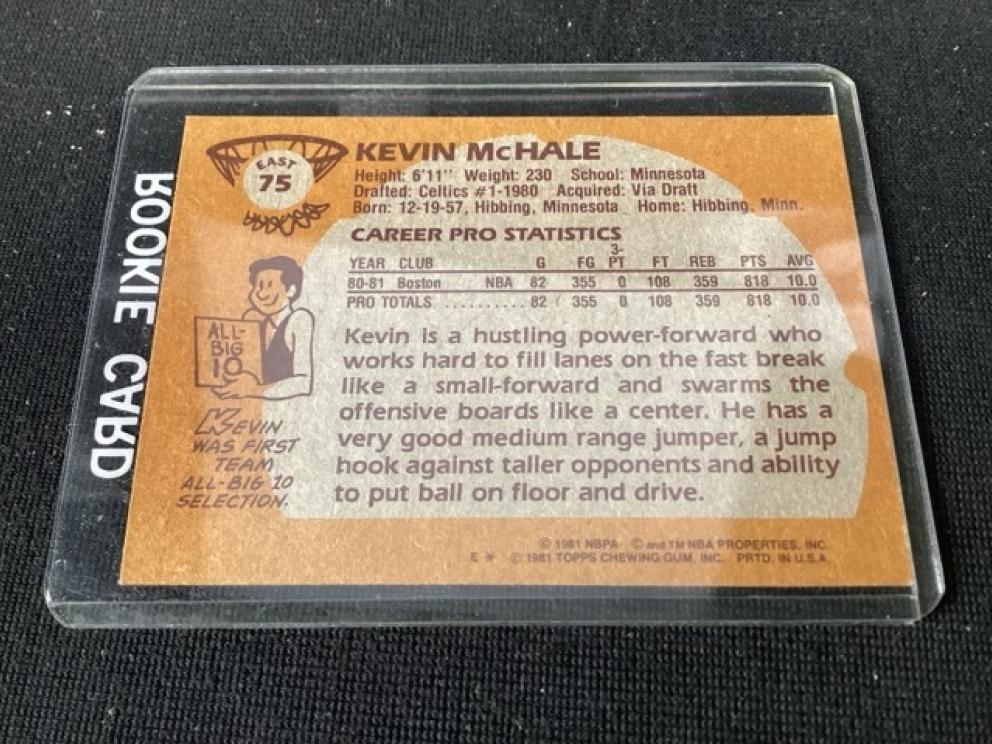 ROOKIE CARD
EAST
75
KEVIN McHALE
Height: 6'11" Weight: 230 School: Minnesota
Drafted: Celtics #1-1980 Acquired: Via Draft
Born: 12-19-57, Hibbing, Minnesota Home: Hibbing, Minn.
CAREER PRO STATISTICS
YEAR CLUB G FG 3-PT FT REB PTS AVG
80-81 Boston NBA 82 355 0 108 359 818 10.0
PRO TOTALS .......... 82 355 0 108 359 818 10.0
ALL-
BIG
10
KEVIN
WAS FIRST
TEAM
ALL-BIG 10
SELECTION.
Kevin is a hustling power-forward who
works hard to fill lanes on the fast break
like a small-forward and swarms the
offensive boards like a center. He has a
very good medium range jumper, a jump
hook against taller opponents and ability
to put ball on floor and drive.
© 1981 NBPA © and TM NBA PROPERTIES, INC.
E * © 1981 TOPPS CHEWING GUM, INC. PRTD. IN U.S.A.